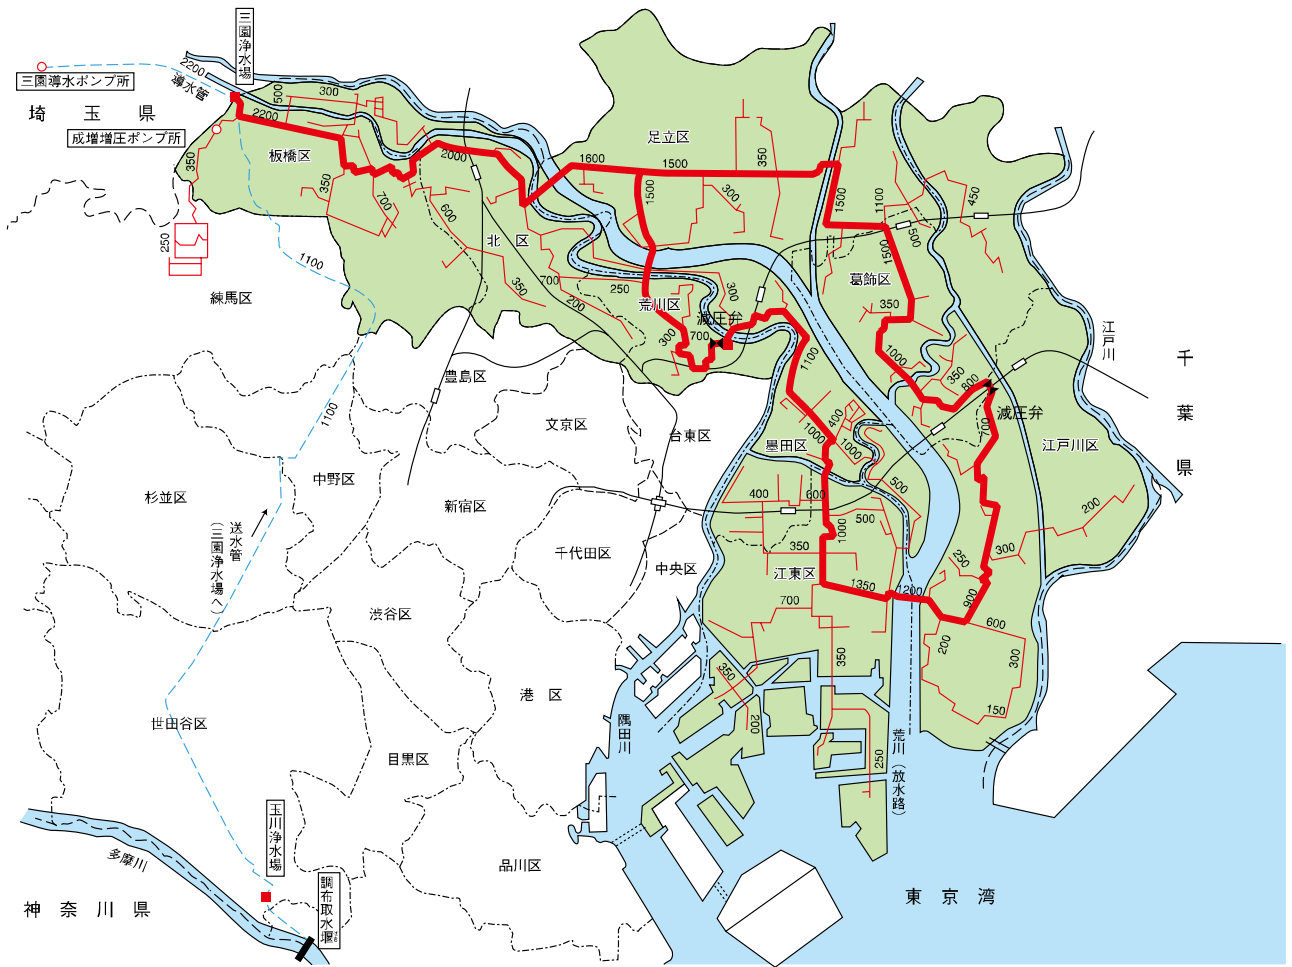 三園浄水場
2200
導水管
三園導水ポンプ所
埼玉県
成増増圧ポンプ所
500
300
2200
板橋区
350
350
700
2000
600
北区
250
1100
練馬区
1600
1500
足立区
350
1500
300
1500
1100
450
500
1500
葛飾区
350
700
200
350
250
荒川区
300
減圧弁
700
300
350
1000
350
800
減圧弁
700
江戸川
千葉県
江戸川区
豊島区
文京区
台東区
1100
墨田区
400
1000
1000
1100
杉並区
中野区
新宿区
千代田区
中央区
400
600
500
500
1000
350
江東区
1350
1200
200
300
250
900
送水管
(三園浄水場へ)
渋谷区
700
350
600
200
300
150
世田谷区
目黒区
港区
隅田川
350
200
250
荒川(放水路)
玉川浄水場
多摩川
調布取水堰
品川区
神奈川県
東京湾